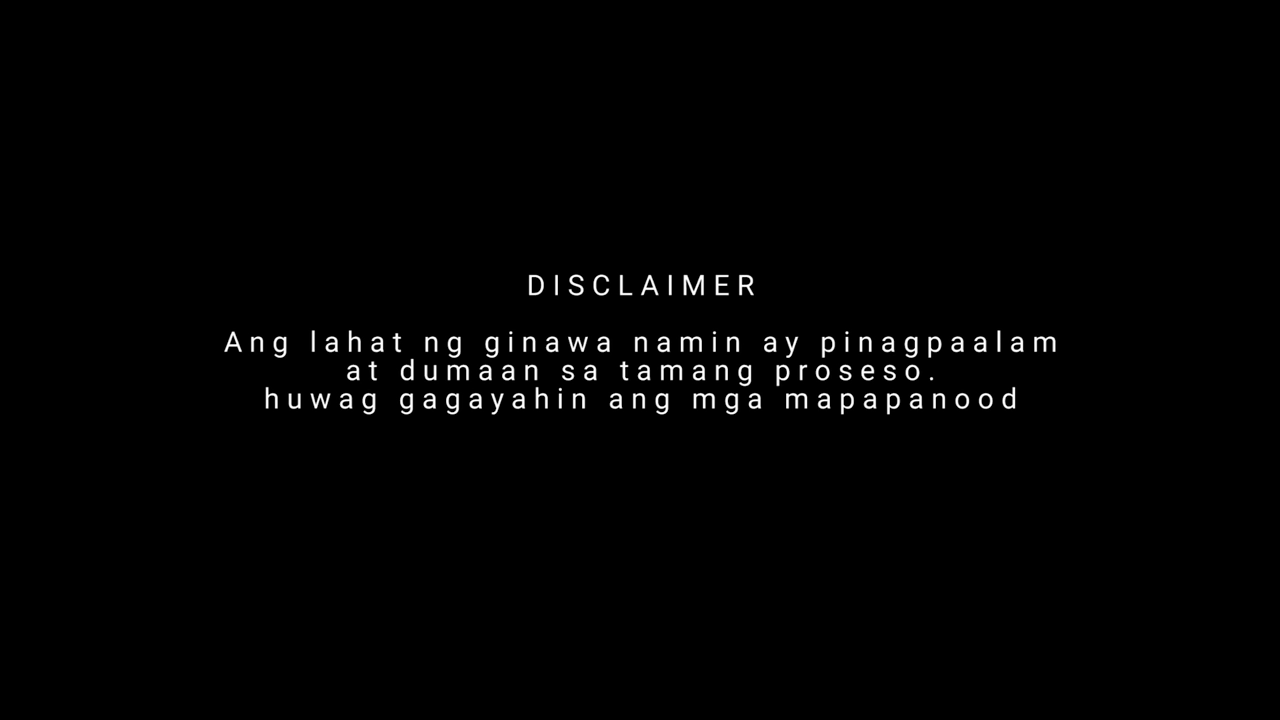 DISCLAIMER
Ang lahat ng ginawa namin ay pinagpaalam
at dumaan sa tamang proseso.
huwag gagayahin ang mga mapapanood